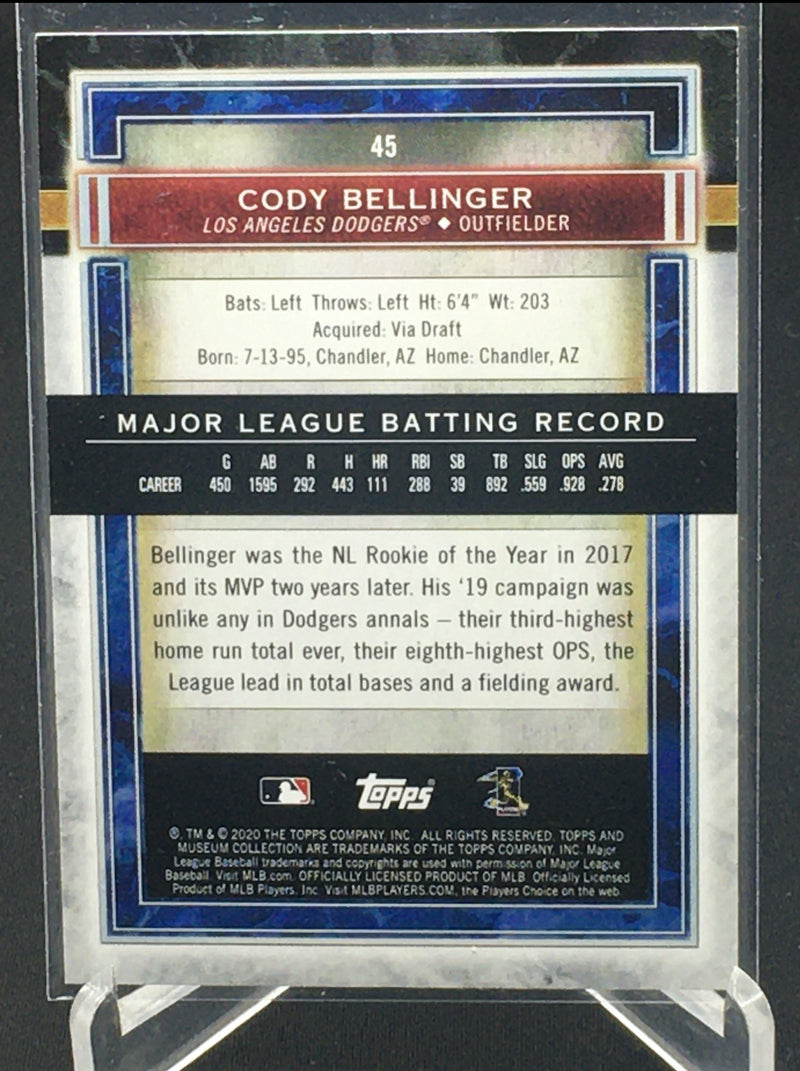 45
CODY BELLINGER
LOS ANGELES DODGERS® ◆ OUTFIELDER
Bats: Left Throws: Left Ht: 6'4" Wt: 203
Acquired: Via Draft
Born: 7-13-95, Chandler, AZ Home: Chandler, AZ
MAJOR LEAGUE BATTING RECORD
G AB R H HR RBI SB TB SLG OPS AVG
CAREER 450 1595 292 443 111 288 39 892 .559 .928 .278
Bellinger was the NL Rookie of the Year in 2017
and its MVP two years later. His '19 campaign was
unlike any in Dodgers annals – their third-highest
home run total ever, their eighth-highest OPS, the
League lead in total bases and a fielding award.
Topps®
®, TM & © 2020 THE TOPPS COMPANY, INC. ALL RIGHTS RESERVED. TOPPS AND
MUSEUM COLLECTION ARE TRADEMARKS OF THE TOPPS COMPANY, INC. Major
League Baseball trademarks and copyrights are used with permission of Major League
Baseball. Visit MLB.com. OFFICIALLY LICENSED PRODUCT OF MLB. Officially Licensed
Product of MLB Players, Inc. Visit MLBPLAYERS.COM, the Players Choice on the web.